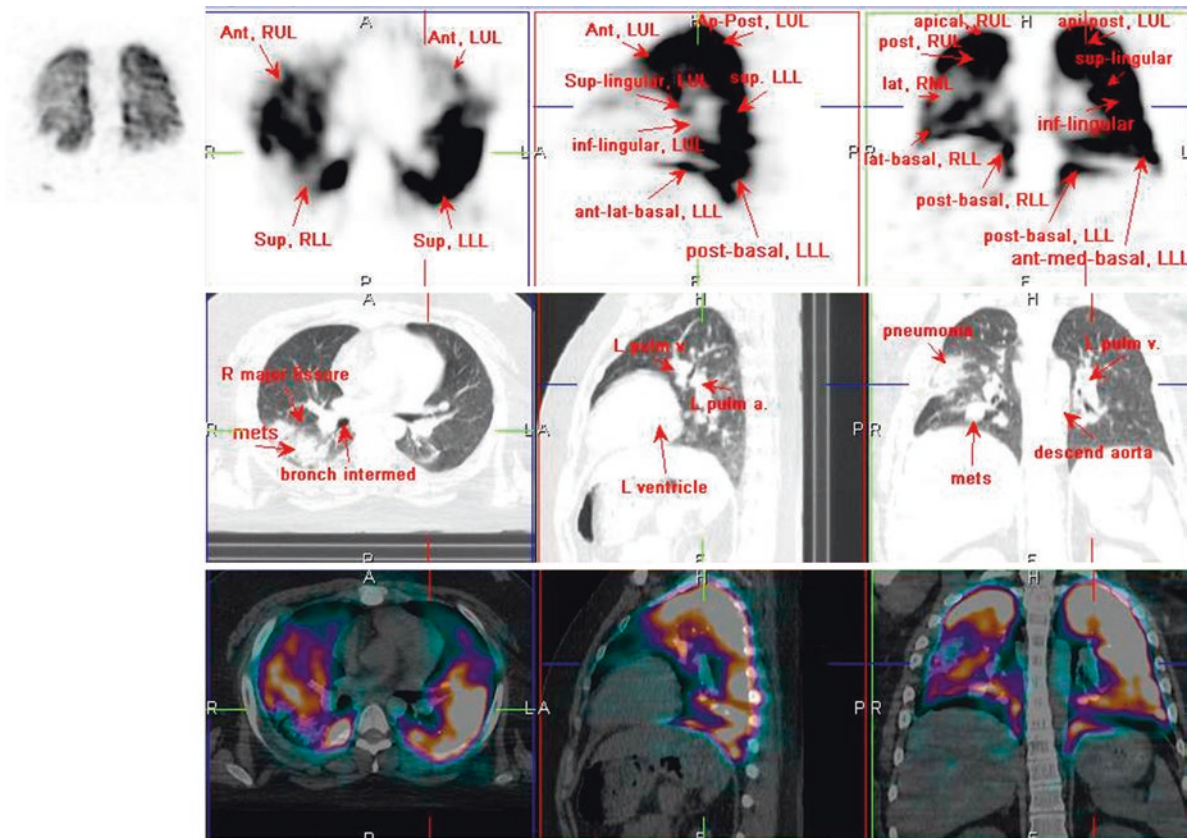 A
Ant, RUL
Ant, LUL
R
L
Sup, RLL
Sup, LLL
P
H
Ant, LUL
Ap-Post, LUL
Sup-lingular, LUL
sup. LLL
A
P
inf-lingular, LUL
ant-lat-basal, LLL
post-basal, LLL
F
apical, RUL
H
api-post, LUL
post, RUL
sup-lingular
lat, RML
inf-lingular
R
L
lat-basal, RLL
post-basal, RLL
post-basal, LLL
ant-med-basal, LLL
F
A
R major fissure
R
L
mets
bronch intermed
P
H
L pulm v.
L pulm a.
A
P
L ventricle
F
H
pneumonia
L pulm v.
R
L
descend aorta
mets
F
A
R
L
P
H
A
P
F
H
R
L
F